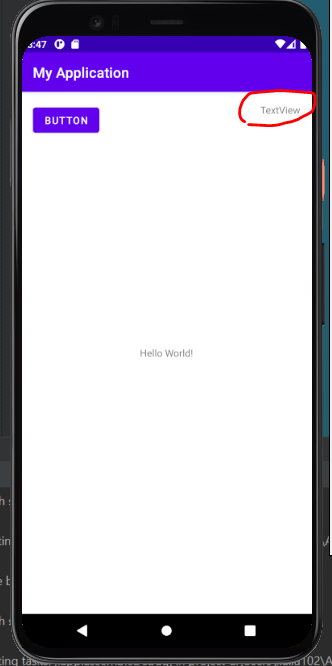 3:47
My Application
BUTTON
TextView
Hello World!